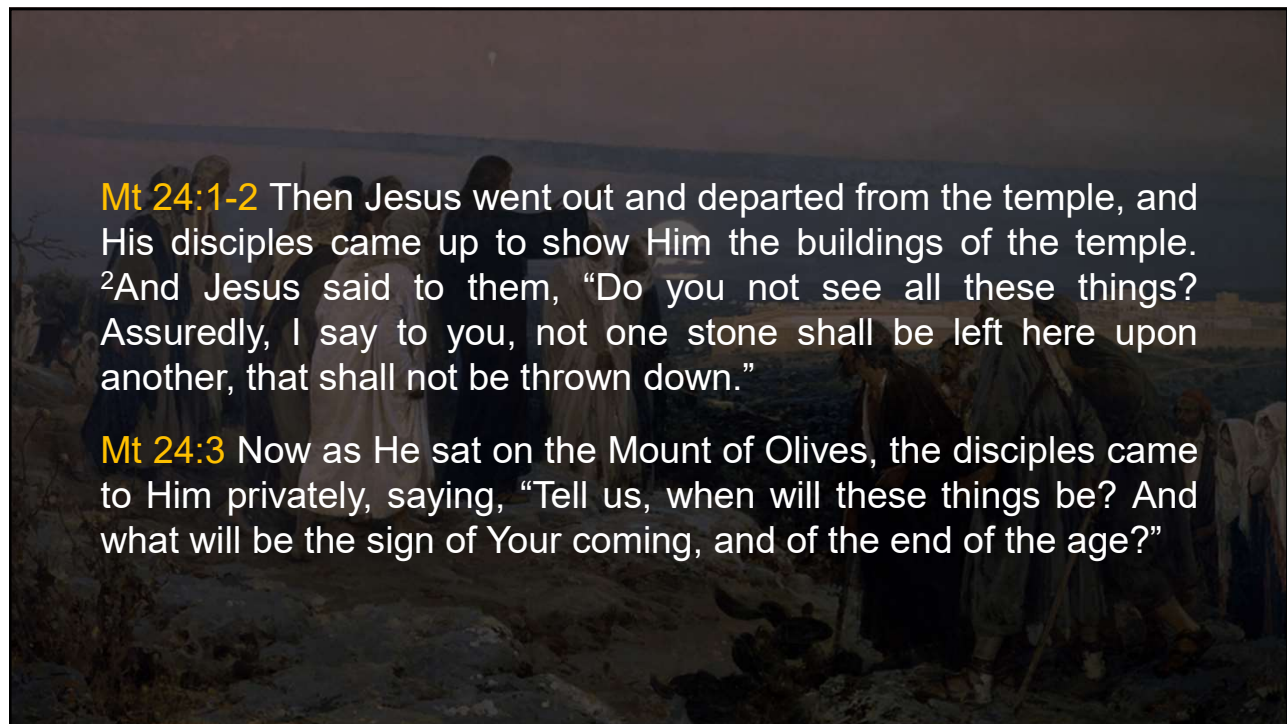 Mt 24:1-2 Then Jesus went out and departed from the temple, and
His disciples came up to show Him the buildings of the temple.
²And Jesus said to them, “Do you not see all these things?
Assuredly, I say to you, not one stone shall be left here upon
another, that shall not be thrown down.”
Mt 24:3 Now as He sat on the Mount of Olives, the disciples came
to Him privately, saying, “Tell us, when will these things be? And
what will be the sign of Your coming, and of the end of the age?”